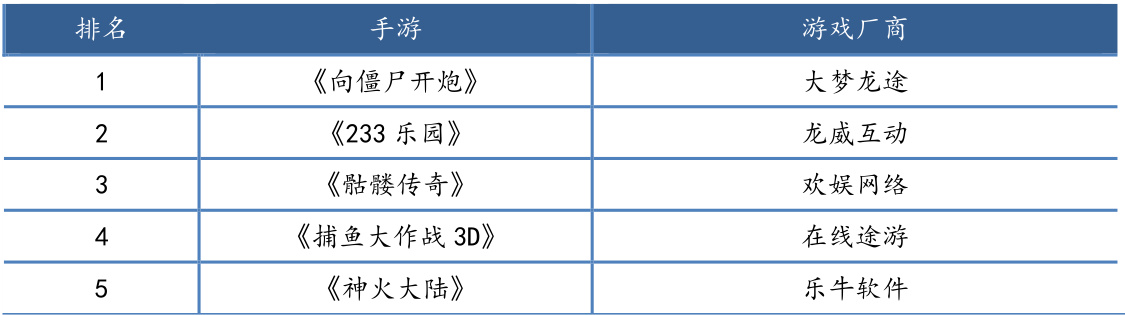 排名 手游 游戏厂商
1 《向僵尸开炮》 大梦龙途
2 《233 乐园》 龙威互动
3 《骷髅传奇》 欢娱网络
4 《捕鱼大作战 3D》 在线途游
5 《神火大陆》 乐牛软件